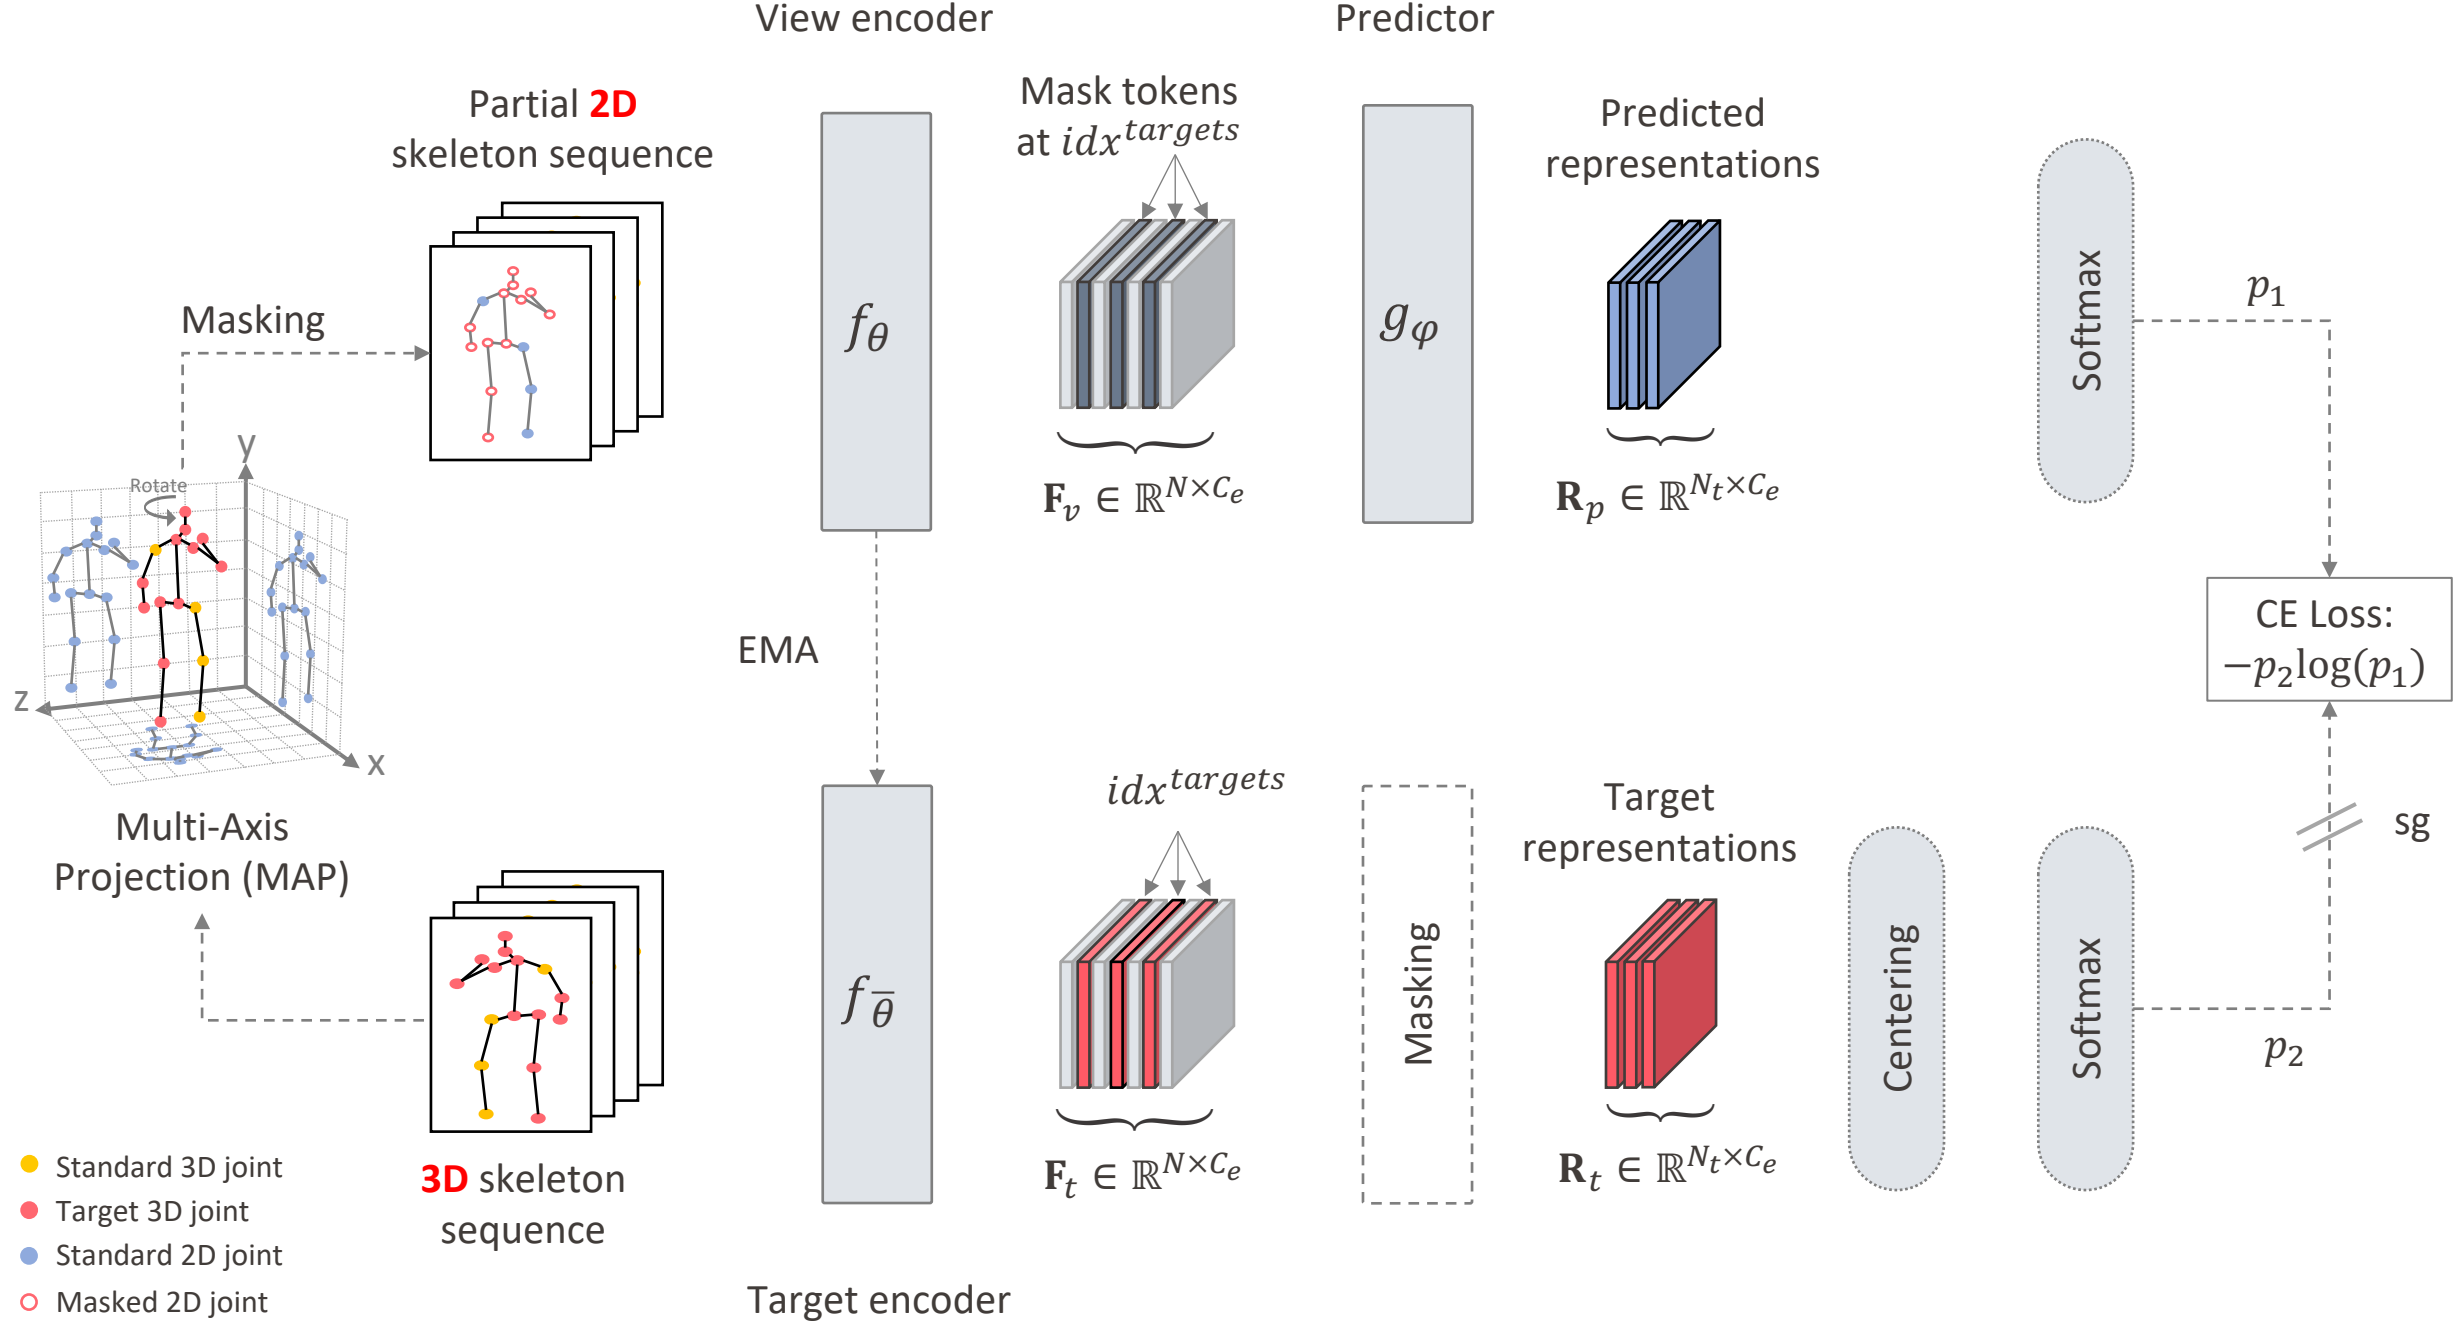 View encoder
Predictor
Partial 2D
skeleton sequence
Mask tokens
at idx^{targets}
Predicted
representations
Masking
f_θ
g_φ
Softmax
p_1
F_v ∈ ℝ^{N×C_e}
R_p ∈ ℝ^{N_t×C_e}
y
Rotate
z
x
EMA
CE Loss:
−p_2log(p_1)
Multi-Axis
Projection (MAP)
idx^{targets}
Target
representations
sg
f_{\bar{θ}}
Masking
Centering
Softmax
p_2
F_t ∈ ℝ^{N×C_e}
R_t ∈ ℝ^{N_t×C_e}
3D skeleton
sequence
Standard 3D joint
Target 3D joint
Standard 2D joint
Masked 2D joint
Target encoder